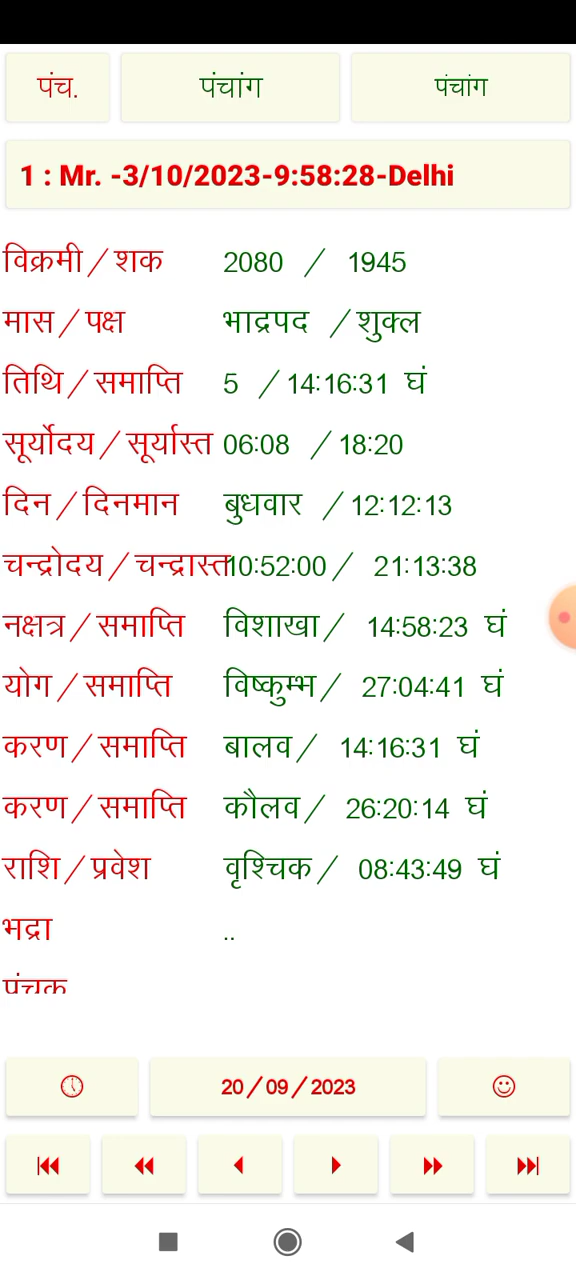 पंच. पंचांग पंचांग
1 : Mr. -3/10/2023-9:58:28-Delhi
विक्रमी / शक 2080 / 1945
मास / पक्ष भाद्रपद / शुक्ल
तिथि / समाप्ति 5 / 14:16:31 घं
सूर्योदय / सूर्यास्त 06:08 / 18:20
दिन / दिनमान बुधवार / 12:12:13
चन्द्रोदय / चन्द्रास्त 10:52:00 / 21:13:38
नक्षत्र / समाप्ति विशाखा / 14:58:23 घं
योग / समाप्ति विष्कुम्भ / 27:04:41 घं
करण / समाप्ति बालव / 14:16:31 घं
करण / समाप्ति कौलव / 26:20:14 घं
राशि / प्रवेश वृश्चिक / 08:43:49 घं
भद्रा ..
पंचक
20/09/2023